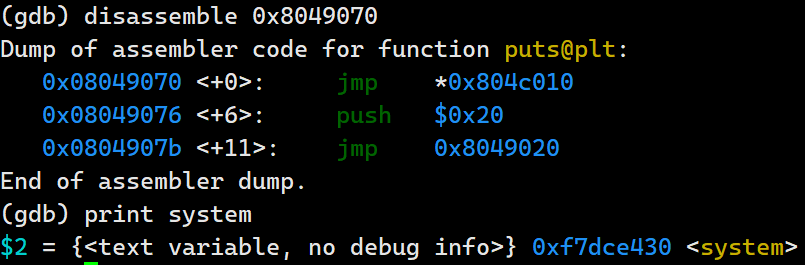 (gdb) disassemble 0x8049070
Dump of assembler code for function puts@plt:
   0x08049070 <+0>:     jmp    *0x804c010
   0x08049076 <+6>:     push   $0x20
   0x0804907b <+11>:    jmp    0x8049020
End of assembler dump.
(gdb) print system
$2 = {<text variable, no debug info>} 0xf7dce430 <system>